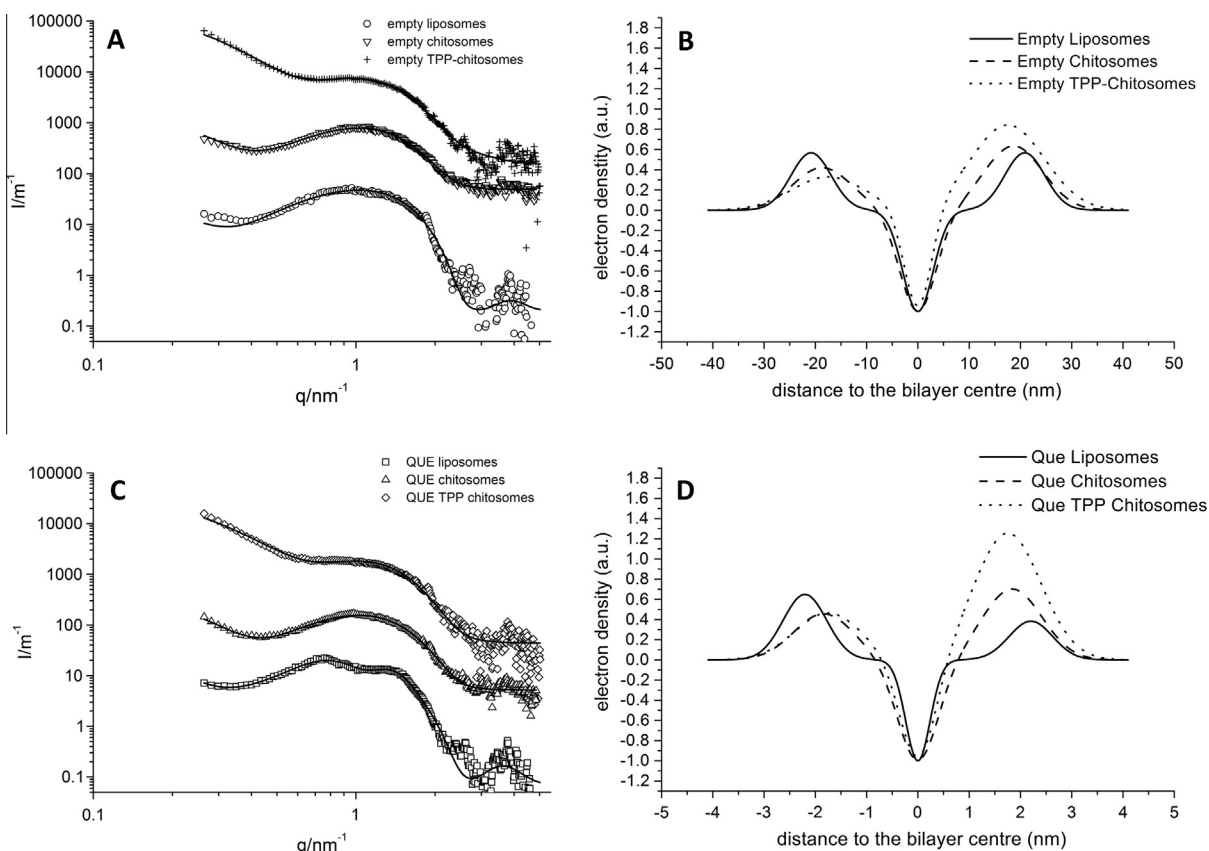 A
empty liposomes
empty chitosomes
empty TPP-chitosomes
100000
10000
1000
100
10
1
0.1
I/m-1
0.1 1
q/nm-1
B
Empty Liposomes
Empty Chitosomes
Empty TPP-Chitosomes
1.8
1.6
1.4
1.2
1.0
0.8
0.6
0.4
0.2
0.0
-0.2
-0.4
-0.6
-0.8
-1.0
-1.2
electron denstity (a.u.)
-50 -40 -30 -20 -10 0 10 20 30 40 50
distance to the bilayer centre (nm)
C
QUE liposomes
QUE chitosomes
QUE TPP chitosomes
100000
10000
1000
100
10
1
0.1
I/m-1
0.1 1
q/nm-1
D
Que Liposomes
Que Chitosomes
Que TPP Chitosomes
1.8
1.6
1.4
1.2
1.0
0.8
0.6
0.4
0.2
0.0
-0.2
-0.4
-0.6
-0.8
-1.0
-1.2
electron density (a.u.)
-5 -4 -3 -2 -1 0 1 2 3 4 5
distance to the bilayer centre (nm)